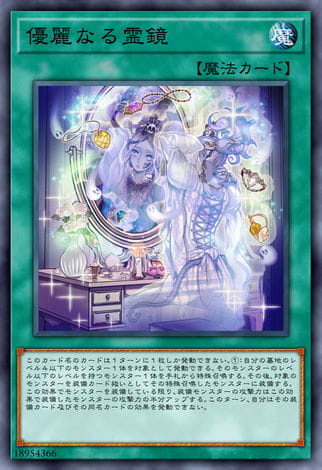 優麗なる霊鏡
魔
【魔法カード】
このカード名のカードは1ターンに1枚しか発動できない。①:自分の墓地の
レベル4以下のモンスター1体を対象として発動できる。そのモンスターのレベ
ル以下のレベルを持つモンスター1体を手札から特殊召喚する。その後、対象の
モンスターを装備カード扱いとしてその特殊召喚したモンスターに装備する。
この効果でモンスターを装備している限り、装備モンスターの攻撃力はこの効
果で装備したモンスターの攻撃力の半分アップする。このターン、自分はその装
備カード及びその同名カードの効果を発動できない。
18954366